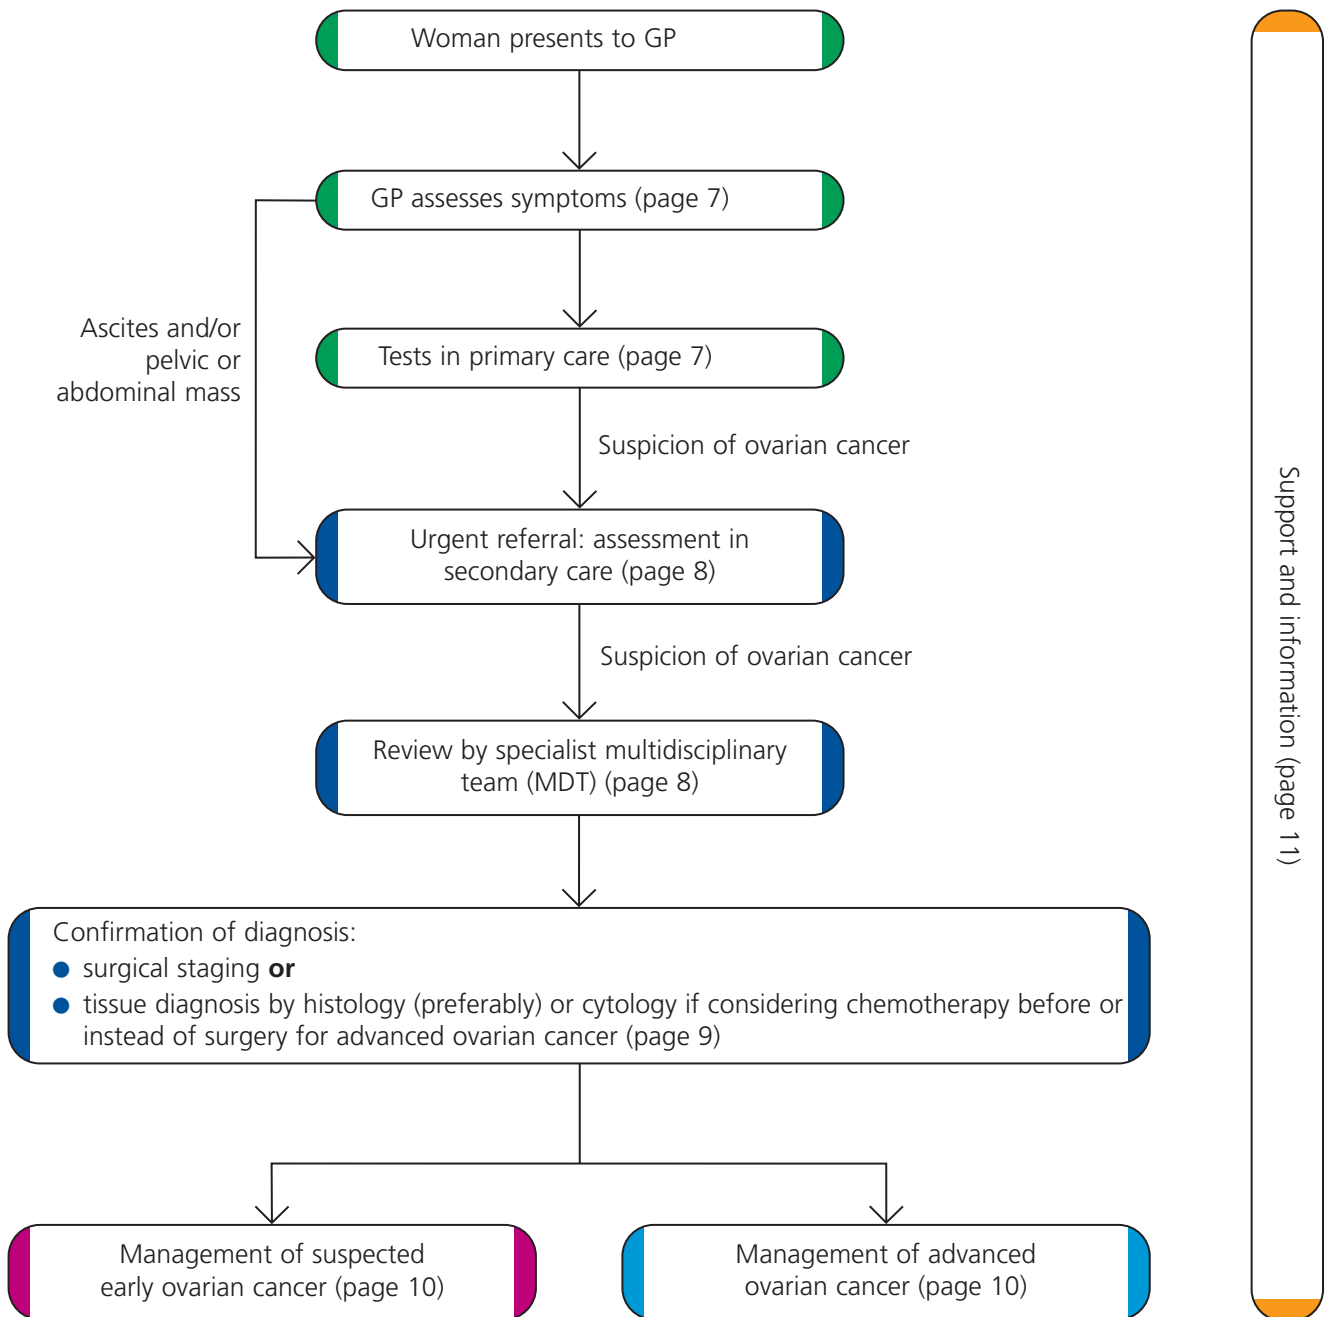 Woman presents to GP
GP assesses symptoms (page 7)
Ascites and/or
pelvic or
abdominal mass
Tests in primary care (page 7)
Suspicion of ovarian cancer
Urgent referral: assessment in
secondary care (page 8)
Suspicion of ovarian cancer
Review by specialist multidisciplinary
team (MDT) (page 8)
Confirmation of diagnosis:
● surgical staging or
● tissue diagnosis by histology (preferably) or cytology if considering chemotherapy before or
instead of surgery for advanced ovarian cancer (page 9)
Management of suspected
early ovarian cancer (page 10)
Management of advanced
ovarian cancer (page 10)
Support and information (page 11)